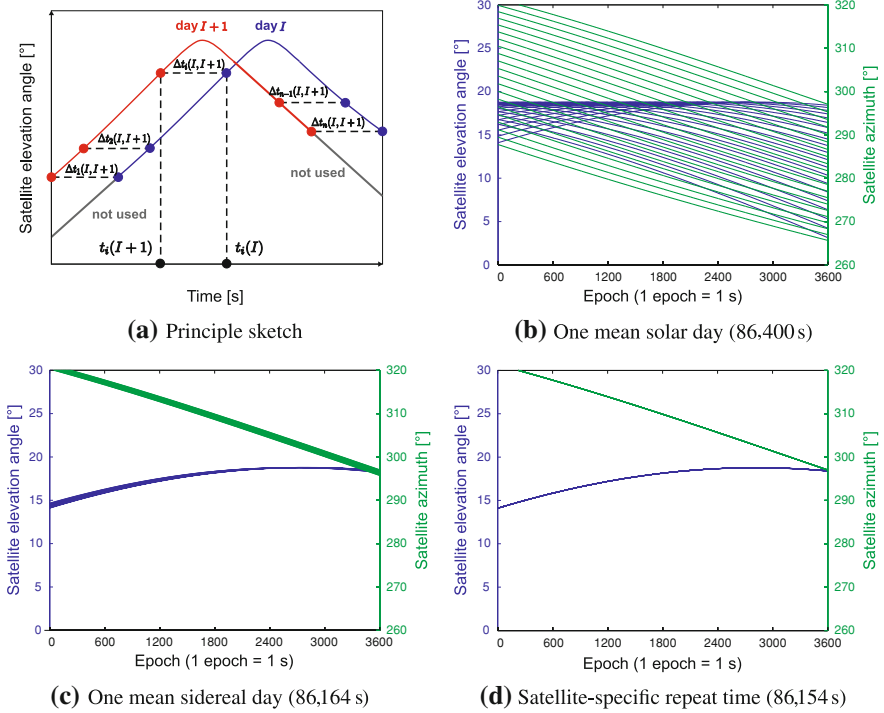 day I + 1
day I
Δt_i(I, I+1)
Δt_{n−1}(I, I+1)
Δt_2(I, I+1)
Δt_n(I, I+1)
Δt_1(I, I+1)
not used
not used
t_i(I + 1)
t_i(I)
Satellite elevation angle [°]
Time [s]
(a) Principle sketch
30
25
20
15
10
5
0
320
310
300
290
280
270
260
0
600
1200
1800
2400
3000
3600
Satellite elevation angle [°]
Satellite azimuth [°]
Epoch (1 epoch = 1 s)
(b) One mean solar day (86,400 s)
30
25
20
15
10
5
0
320
310
300
290
280
270
260
0
600
1200
1800
2400
3000
3600
Satellite elevation angle [°]
Satellite azimuth [°]
Epoch (1 epoch = 1 s)
(c) One mean sidereal day (86,164 s)
30
25
20
15
10
5
0
320
310
300
290
280
270
260
0
600
1200
1800
2400
3000
3600
Satellite elevation angle [°]
Satellite azimuth [°]
Epoch (1 epoch = 1 s)
(d) Satellite-specific repeat time (86,154 s)